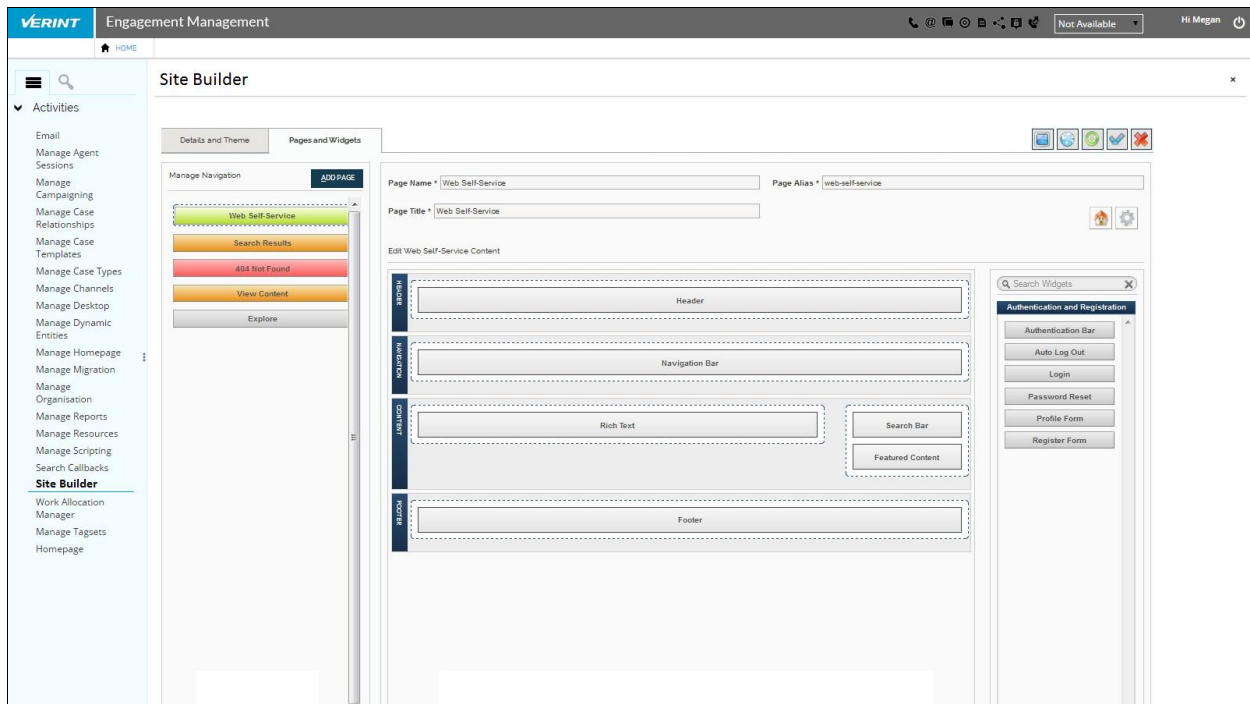 VERINT
Engagement Management
Not Available
Hi Megan
HOME
Site Builder
×
Activities
Email
Manage Agent
Sessions
Manage
Campaigning
Manage Case
Relationships
Manage Case
Templates
Manage Case Types
Manage Channels
Manage Desktop
Manage Dynamic
Entities
Manage Homepage
Manage Migration
Manage
Organisation
Manage Reports
Manage Resources
Manage Scripting
Search Callbacks
Site Builder
Work Allocation
Manager
Manage Tagsets
Homepage
Details and Theme
Pages and Widgets
Manage Navigation
ADD PAGE
Web Self-Service
Search Results
404 Not Found
View Content
Explore
Page Name * Web Self-Service
Page Alias * web-self-service
Page Title * Web Self-Service
Edit Web Self-Service Content
HEADER
Header
NAVIGATION
Navigation Bar
CONTENT
Rich Text
Search Bar
Featured Content
FOOTER
Footer
Search Widgets
Authentication and Registration
Authentication Bar
Auto Log Out
Login
Password Reset
Profile Form
Register Form